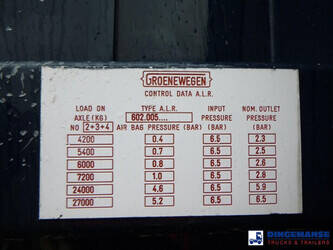 GROENEWEGEN
CONTROL DATA A.L.R.
LOAD ON TYPE A.L.R. INPUT NOM. OUTLET
AXLE(KG) 602.005.... PRESSURE PRESSURE
NO 2+3+4 AIR BAG PRESSURE (BAR) (BAR) (BAR)
4200 0.4 6.5 2.3
5400 0.7 6.5 2.5
6000 0.8 6.5 2.6
7200 1.0 6.5 2.8
24000 4.6 6.5 5.9
27000 5.2 6.5 6.5
DINGEMANSE
TRUCKS & TRAILERS